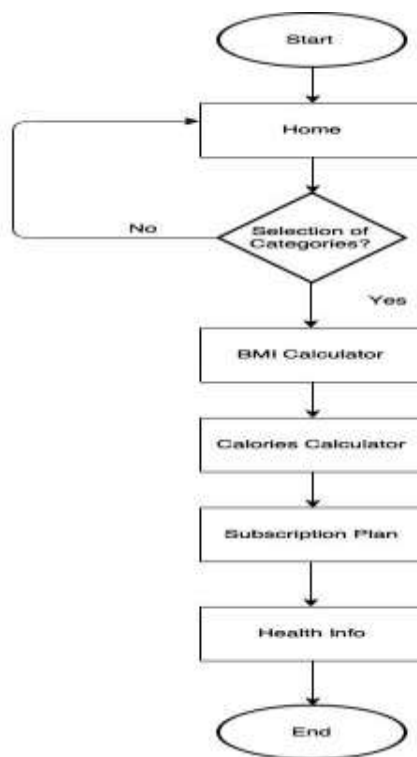 Start
Home
Selection of
Categories?
No
Yes
BMI Calculator
Calories Calculator
Subscription Plan
Health Info
End